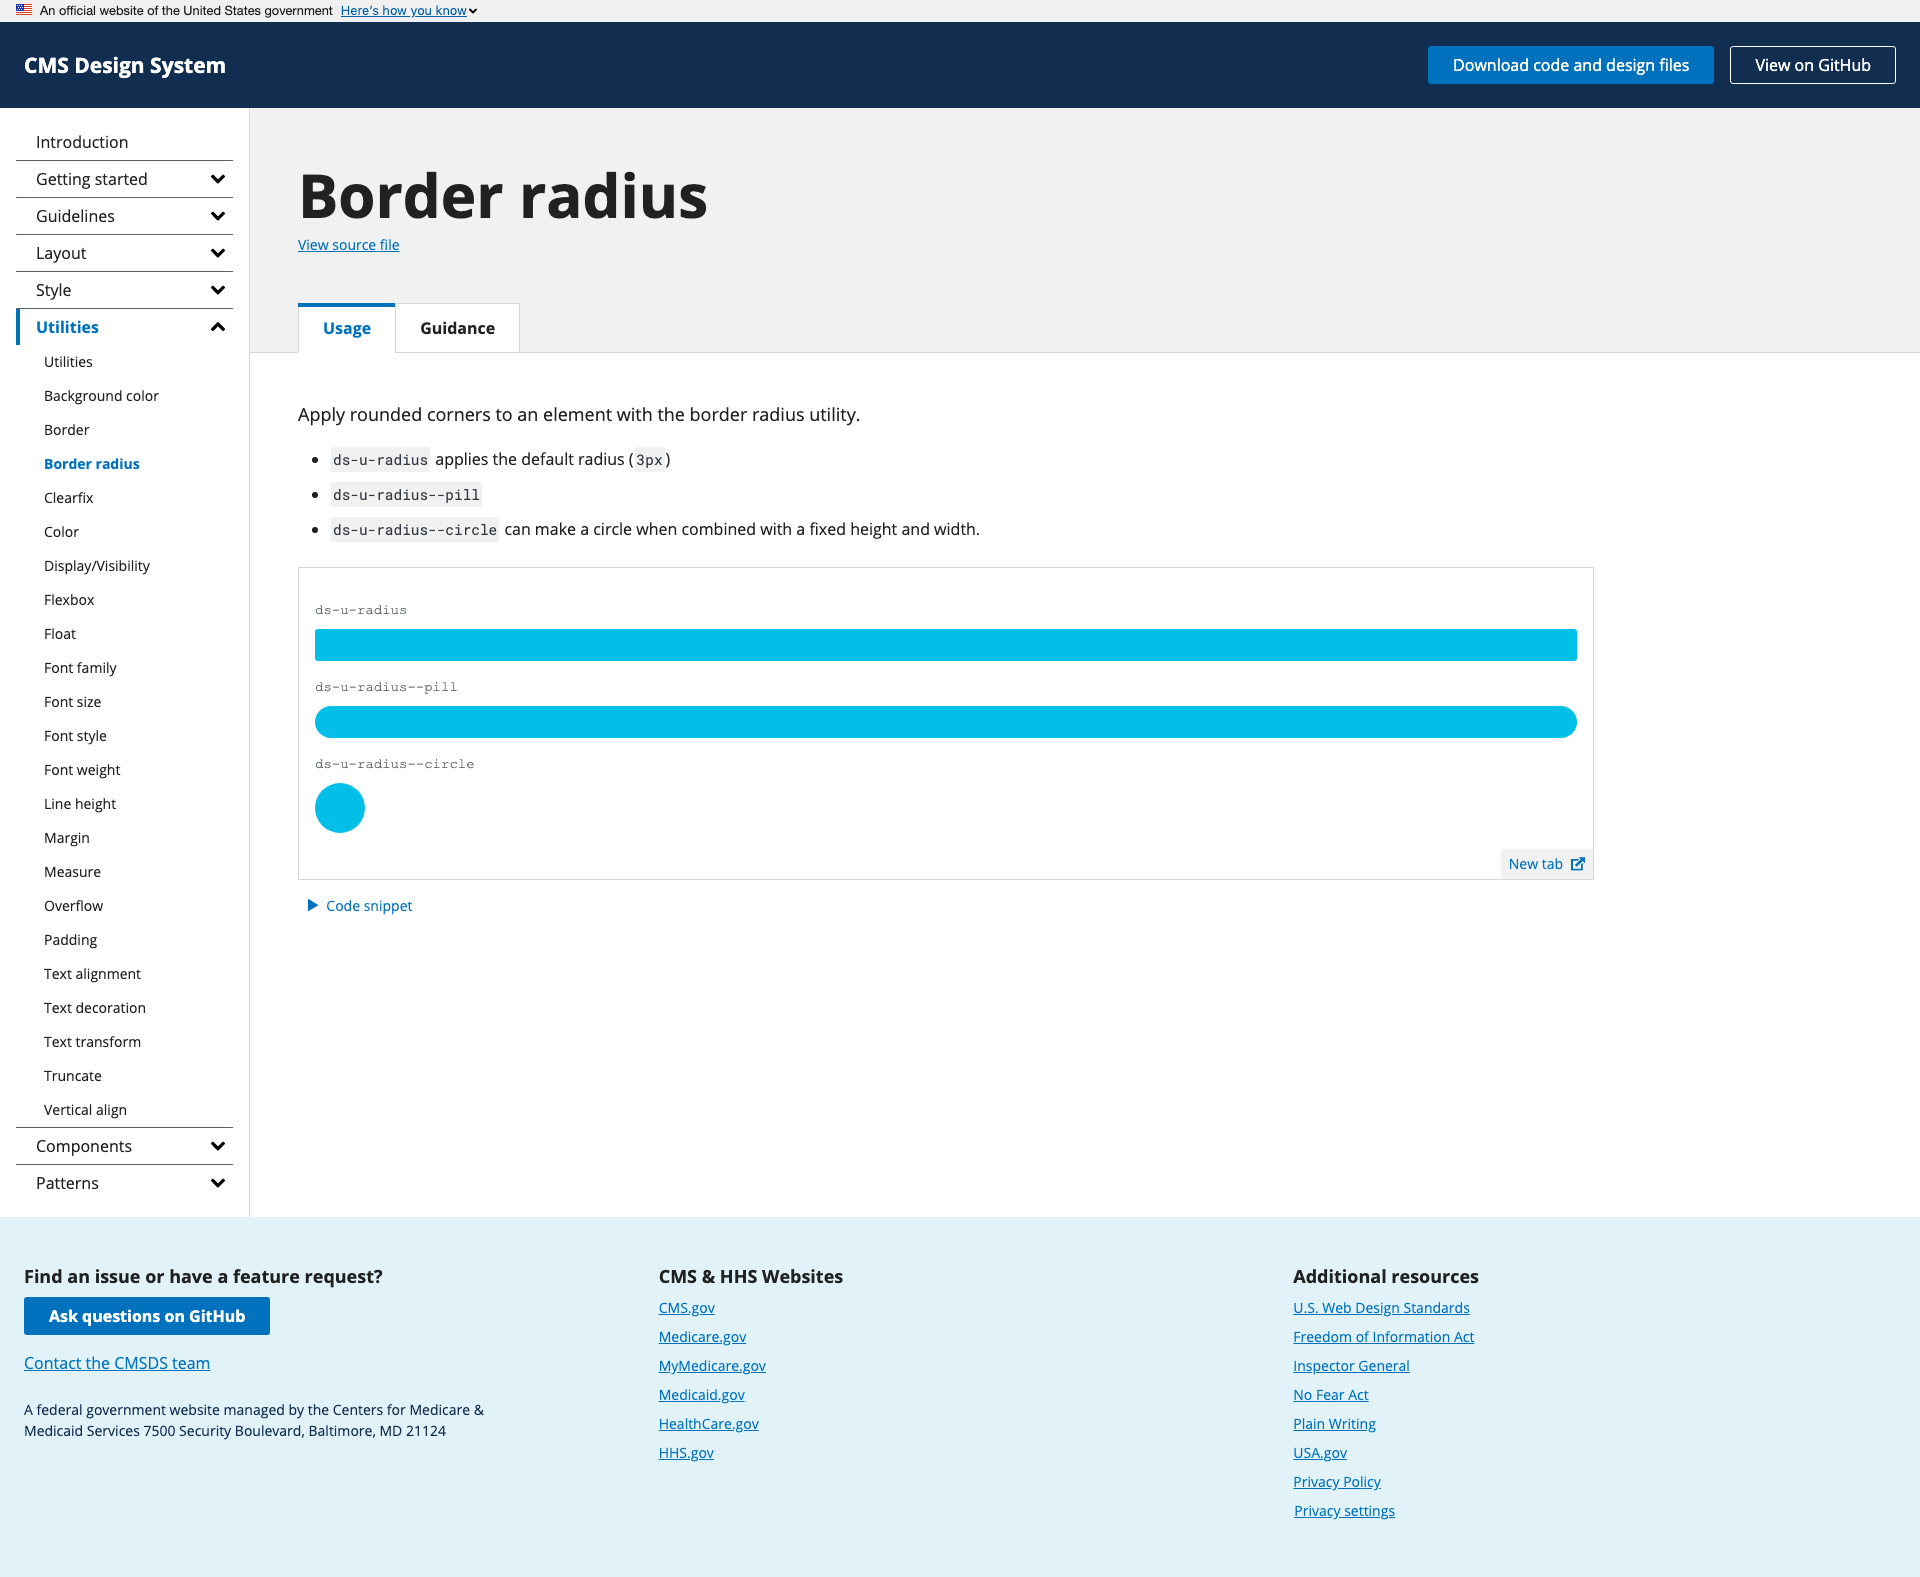 An official website of the United States government Here's how you know
CMS Design System
Download code and design files
View on GitHub
Introduction
Getting started
Guidelines
Layout
Style
Utilities
Utilities
Background color
Border
Border radius
Clearfix
Color
Display/Visibility
Flexbox
Float
Font family
Font size
Font style
Font weight
Line height
Margin
Measure
Overflow
Padding
Text alignment
Text decoration
Text transform
Truncate
Vertical align
Components
Patterns
Border radius
View source file
Usage
Guidance
Apply rounded corners to an element with the border radius utility.
ds-u-radius applies the default radius (3px)
ds-u-radius--pill
ds-u-radius--circle can make a circle when combined with a fixed height and width.
ds-u-radius
ds-u-radius--pill
ds-u-radius--circle
New tab
Code snippet
Find an issue or have a feature request?
Ask questions on GitHub
Contact the CMSDS team
A federal government website managed by the Centers for Medicare &
Medicaid Services 7500 Security Boulevard, Baltimore, MD 21124
CMS & HHS Websites
CMS.gov
Medicare.gov
MyMedicare.gov
Medicaid.gov
HealthCare.gov
HHS.gov
Additional resources
U.S. Web Design Standards
Freedom of Information Act
Inspector General
No Fear Act
Plain Writing
USA.gov
Privacy Policy
Privacy settings